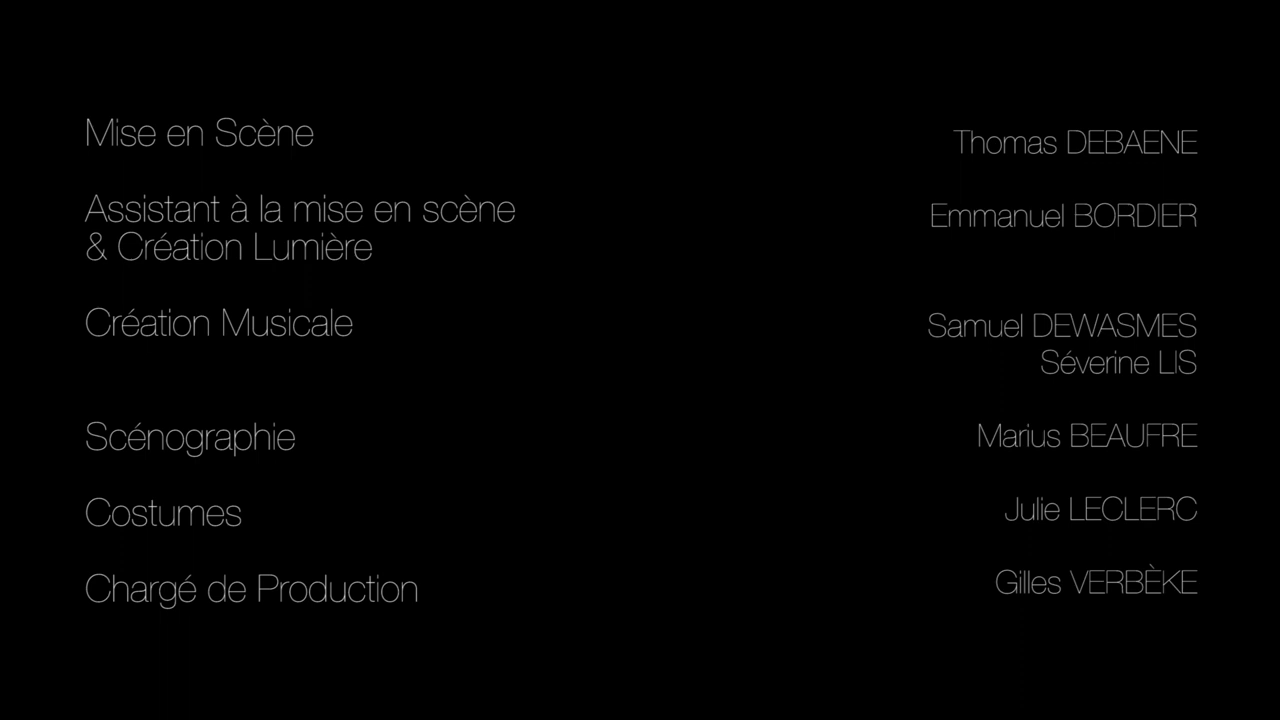 Mise en Scène
Thomas DEBAENE
Assistant à la mise en scène
& Création Lumière
Emmanuel BORDIER
Création Musicale
Samuel DEWASMES
Séverine LIS
Scénographie
Marius BEAUFRE
Costumes
Julie LECLERC
Chargé de Production
Gilles VERBÈKE